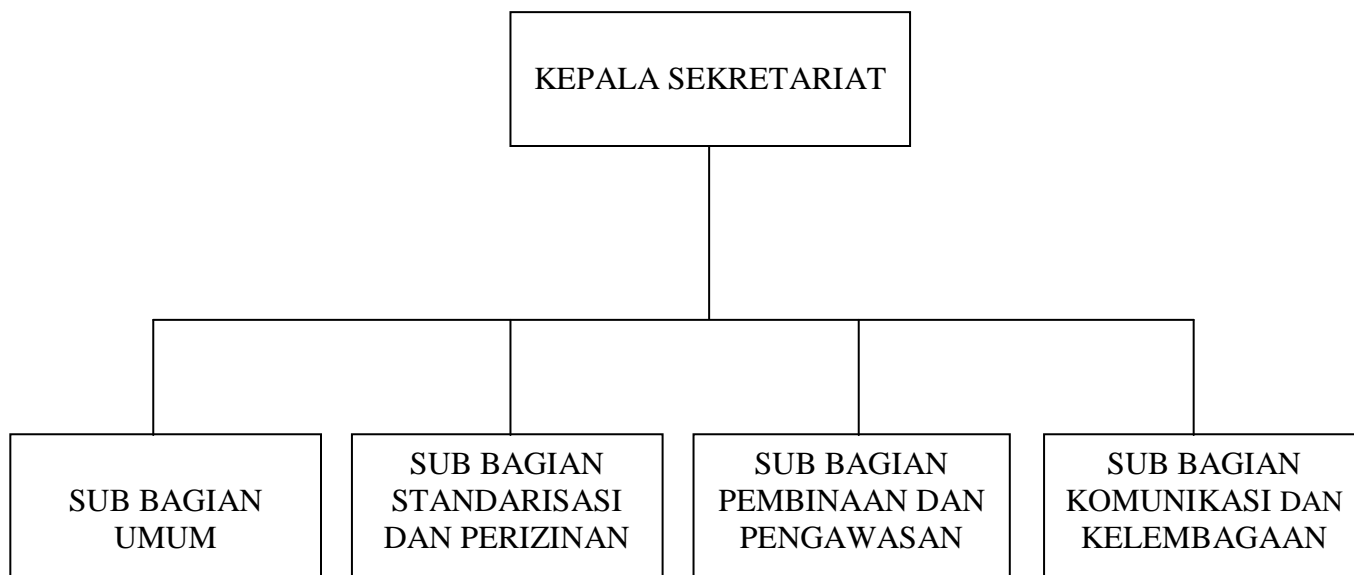 KEPALA SEKRETARIAT
SUB BAGIAN
UMUM
SUB BAGIAN
STANDARISASI
DAN PERIZINAN
SUB BAGIAN
PEMBINAAN DAN
PENGAWASAN
SUB BAGIAN
KOMUNIKASI DAN
KELEMBAGAAN